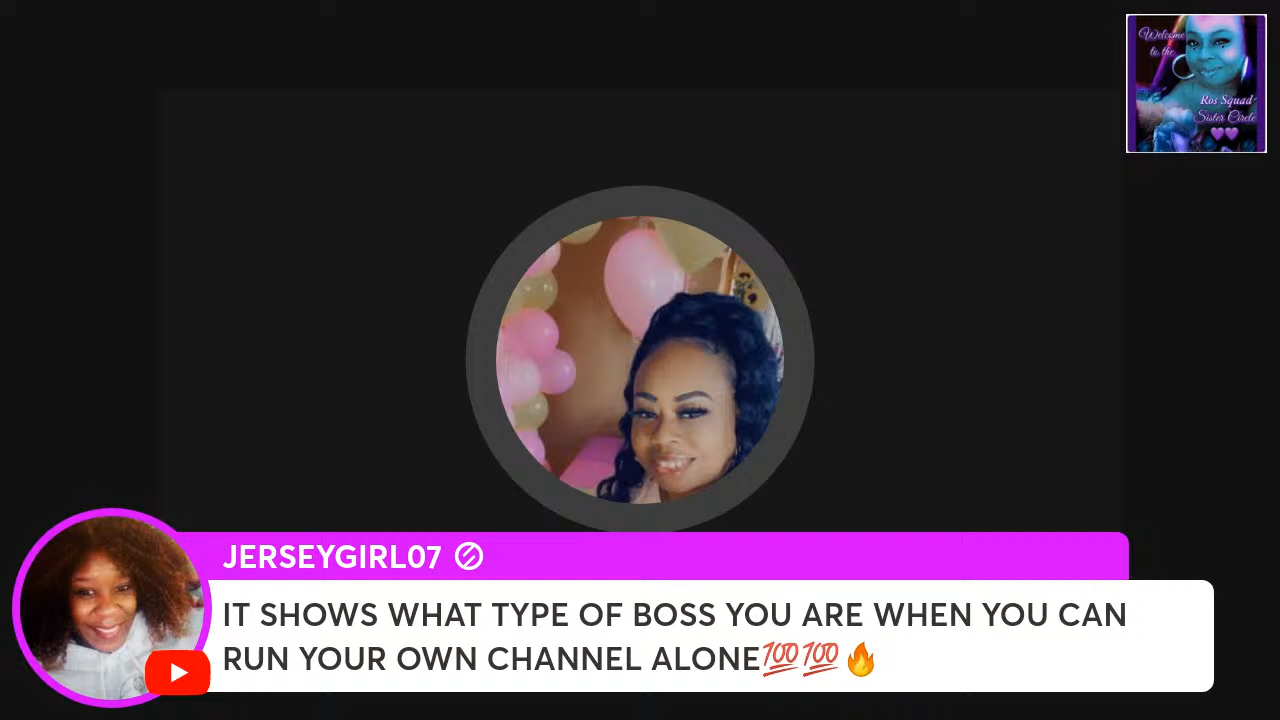 Welcome
to the
Ros Squad
Sister Circle
JERSEYGIRL07
IT SHOWS WHAT TYPE OF BOSS YOU ARE WHEN YOU CAN
RUN YOUR OWN CHANNEL ALONE💯💯🔥